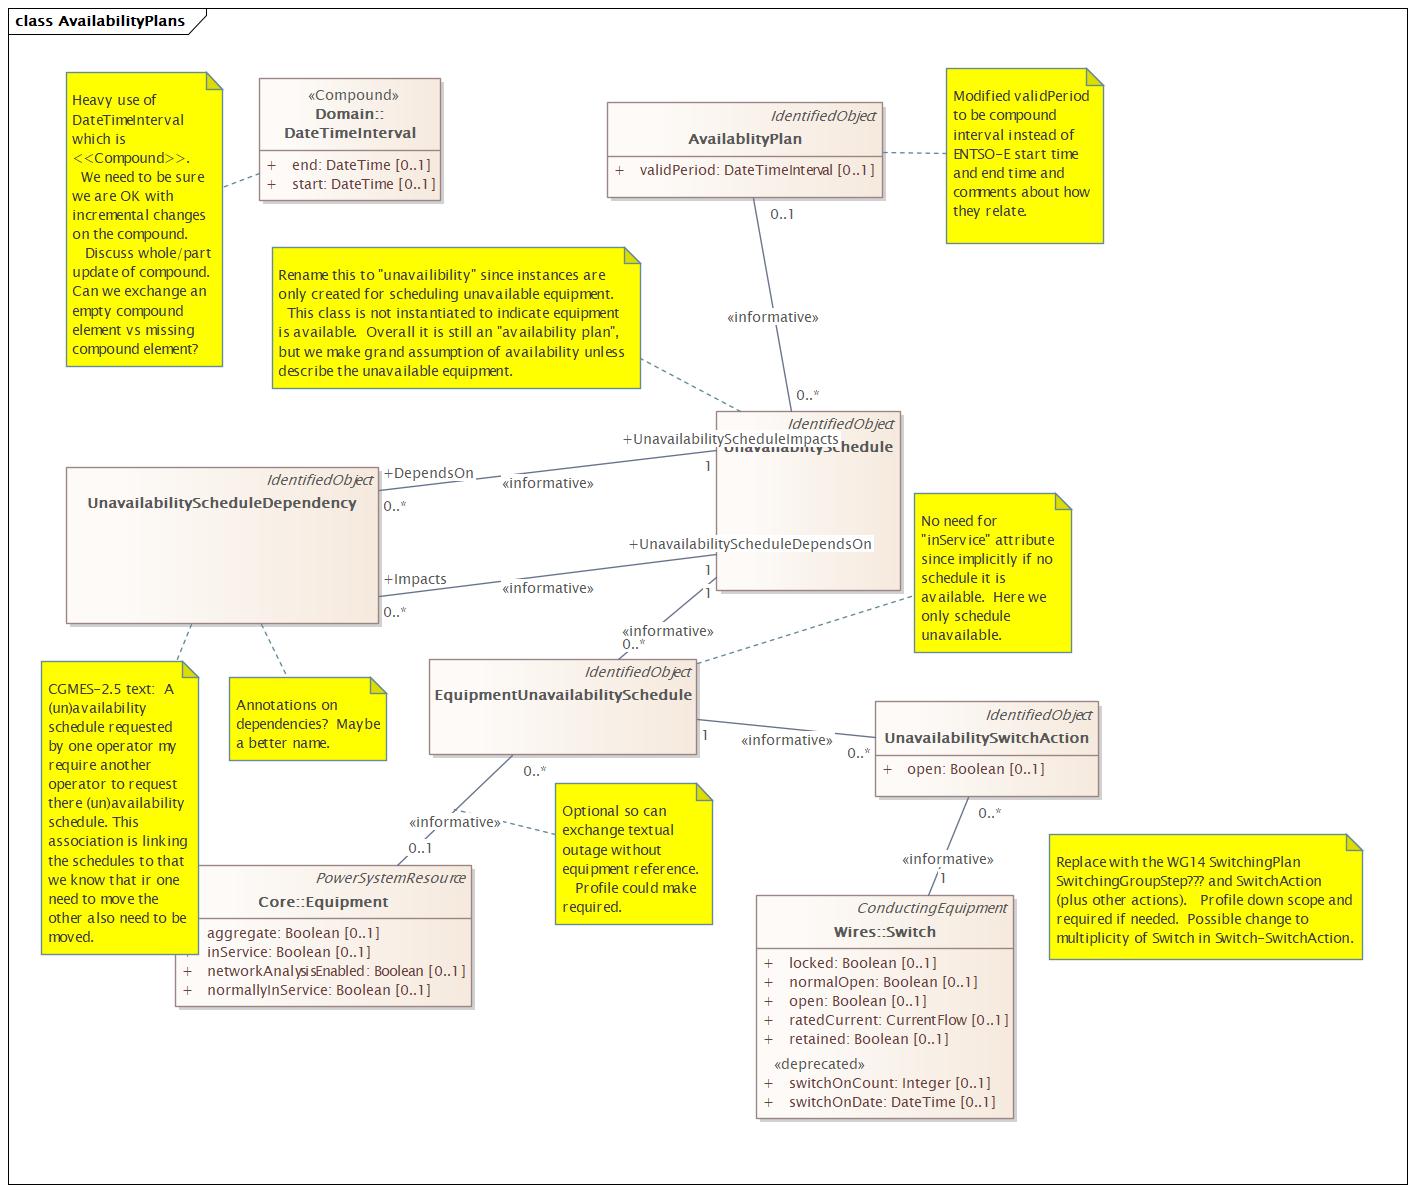 class AvailabilityPlans
Heavy use of
DateTimeInterval
which is
<<Compound>>.
We need to be sure
we are OK with
incremental changes
on the compound.
Discuss whole/part
update of compound.
Can we exchange an
empty compound
element vs missing
compound element?
«Compound»
Domain::
DateTimeInterval
+ end: DateTime [0..1]
+ start: DateTime [0..1]
IdentifiedObject
AvailablityPlan
+ validPeriod: DateTimeInterval [0..1]
Modified validPeriod
to be compound
interval instead of
ENTSO-E start time
and end time and
comments about how
they relate.
0..1
«informative»
0..*
Rename this to "unavailibility" since instances are
only created for scheduling unavailable equipment.
This class is not instantiated to indicate equipment
is available.  Overall it is still an "availability plan",
but we make grand assumption of availability unless
describe the unavailable equipment.
IdentifiedObject
UnavailabilitySchedule
+UnavailabilityScheduleImpacts
1
+DependsOn
«informative»
0..*
IdentifiedObject
UnavailabilityScheduleDependency
+UnavailabilityScheduleDependsOn
1
+Impacts
«informative»
0..*
1
«informative»
0..*
No need for
"inService" attribute
since implicitly if no
schedule it is
available.  Here we
only schedule
unavailable.
CGMES-2.5 text:  A
(un)availability
schedule requested
by one operator my
require another
operator to request
there (un)availability
schedule. This
association is linking
the schedules to that
we know that ir one
need to move the
other also need to be
moved.
Annotations on
dependencies?  Maybe
a better name.
IdentifiedObject
EquipmentUnavailabilitySchedule
1
«informative»
0..*
IdentifiedObject
UnavailabilitySwitchAction
+ open: Boolean [0..1]
0..*
«informative»
0..1
Optional so can
exchange textual
outage without
equipment reference.
Profile could make
required.
0..*
«informative»
1
Replace with the WG14 SwitchingPlan
SwitchingGroupStep??? and SwitchAction
(plus other actions).   Profile down scope and
required if needed.  Possible change to
multiplicity of Switch in Switch-SwitchAction.
PowerSystemResource
Core::Equipment
aggregate: Boolean [0..1]
inService: Boolean [0..1]
+ networkAnalysisEnabled: Boolean [0..1]
+ normallyInService: Boolean [0..1]
ConductingEquipment
Wires::Switch
+ locked: Boolean [0..1]
+ normalOpen: Boolean [0..1]
+ open: Boolean [0..1]
+ ratedCurrent: CurrentFlow [0..1]
+ retained: Boolean [0..1]
«deprecated»
+ switchOnCount: Integer [0..1]
+ switchOnDate: DateTime [0..1]